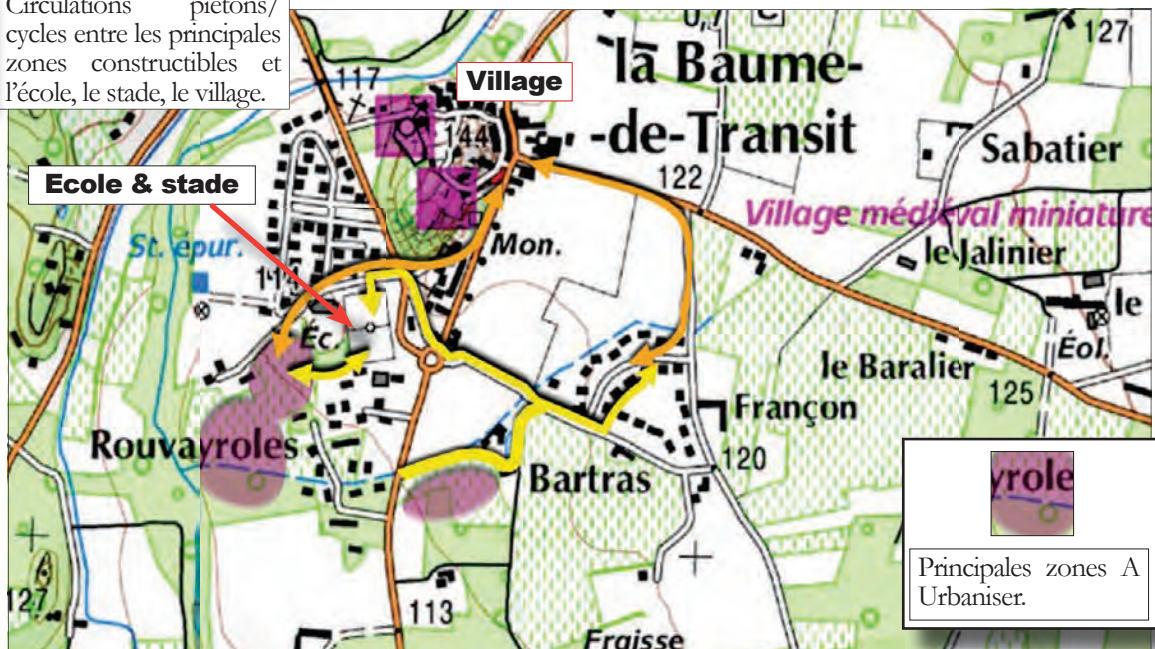 Circulations piétons/
cycles entre les principales
zones constructibles et
l'école, le stade, le village.
117
Village
la Baume-
-de-Transit
127
144
Sabatier
Ecole & stade
122
Village médiéval miniature
St. épur.
Mon.
le Jalinier
le
Éc.
Éol.
le Baralier
125
Françon
Rouvayroles
120
Bartras
yrole
Principales zones A
Urbaniser.
127
113
Fraisse